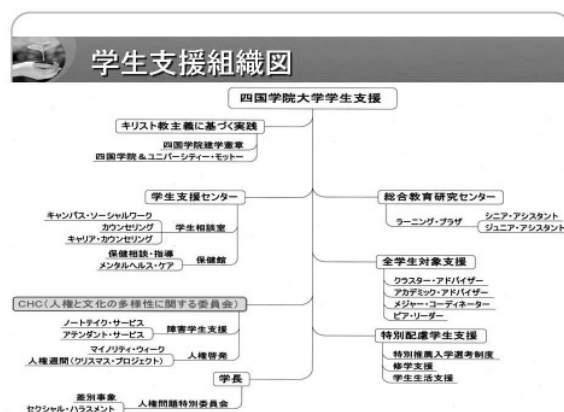 学生支援組織図
四国学院大学学生支援
キリスト教主義に基づく実践
四国学院建学憲章
四国学院＆ユニバーシティー・モットー
学生支援センター
キャンパス・ソーシャルワーク
カウンセリング
キャリア・カウンセリング
学生相談室
保健相談・指導
メンタルヘルス・ケア
保健館
CHC（人権と文化の多様性に関する委員会）
ノートテイク・サービス
アテンダント・サービス
障害学生支援
マイノリティ・ウィーク
人権週間（クリスマス・プロジェクト）
人権啓発
学長
差別事象
セクシャル・ハラスメント
人権問題特別委員会
総合教育研究センター
ラーニング・プラザ
シニア・アシスタント
ジュニア・アシスタント
全学生対象支援
クラスター・アドバイザー
アカデミック・アドバイザー
メジャー・コーディネーター
ピア・リーダー
特別配慮学生支援
特別推薦入学選考制度
修学支援
学生生活支援